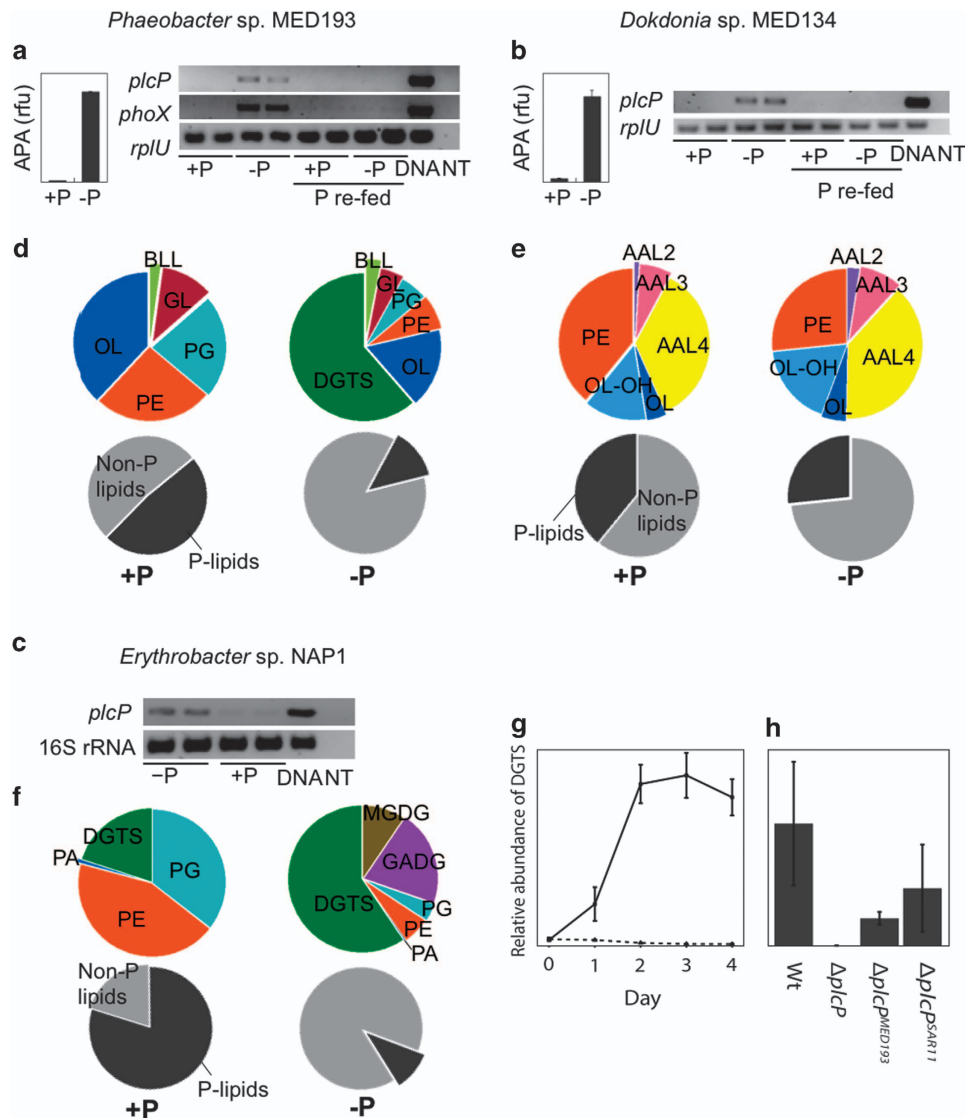 Phaeobacter sp. MED193
Dokdonia sp. MED134
a
APA (rfu)
+P -P
plcP
phoX
rplU
+P -P +P -P DNA NT
P re-fed
b
APA (rfu)
+P -P
plcP
rplU
+P -P +P -P DNA NT
P re-fed
d
BLL
GL
PG
PE
OL
BLL
GL
PG
PE
OL
DGTS
Non-P
lipids
P-lipids
+P
-P
e
AAL2
AAL3
AAL4
OL
OL-OH
PE
AAL2
AAL3
AAL4
OL
OL-OH
PE
P-lipids
Non-P
lipids
+P
-P
c
Erythrobacter sp. NAP1
plcP
16S rRNA
−P +P DNA NT
f
DGTS
PG
PA
PE
MGDG
GADG
DGTS
PG
PE
PA
Non-P
lipids
P-lipids
+P
-P
g
Relative abundance of DGTS
0 1 2 3 4
Day
h
Wt
ΔplcP
ΔplcP^MED193
ΔplcP^SAR11